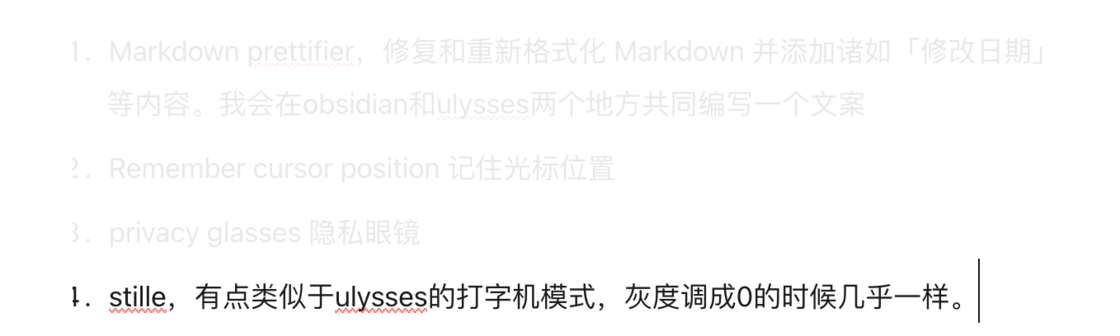 1. Markdown prettifier，修复和重新格式化 Markdown 并添加诸如「修改日期」
等内容。我会在obsidian和ulysses两个地方共同编写一个文案
2. Remember cursor position 记住光标位置
3. privacy glasses 隐私眼镜
4. stille，有点类似于ulysses的打字机模式，灰度调成0的时候几乎一样。